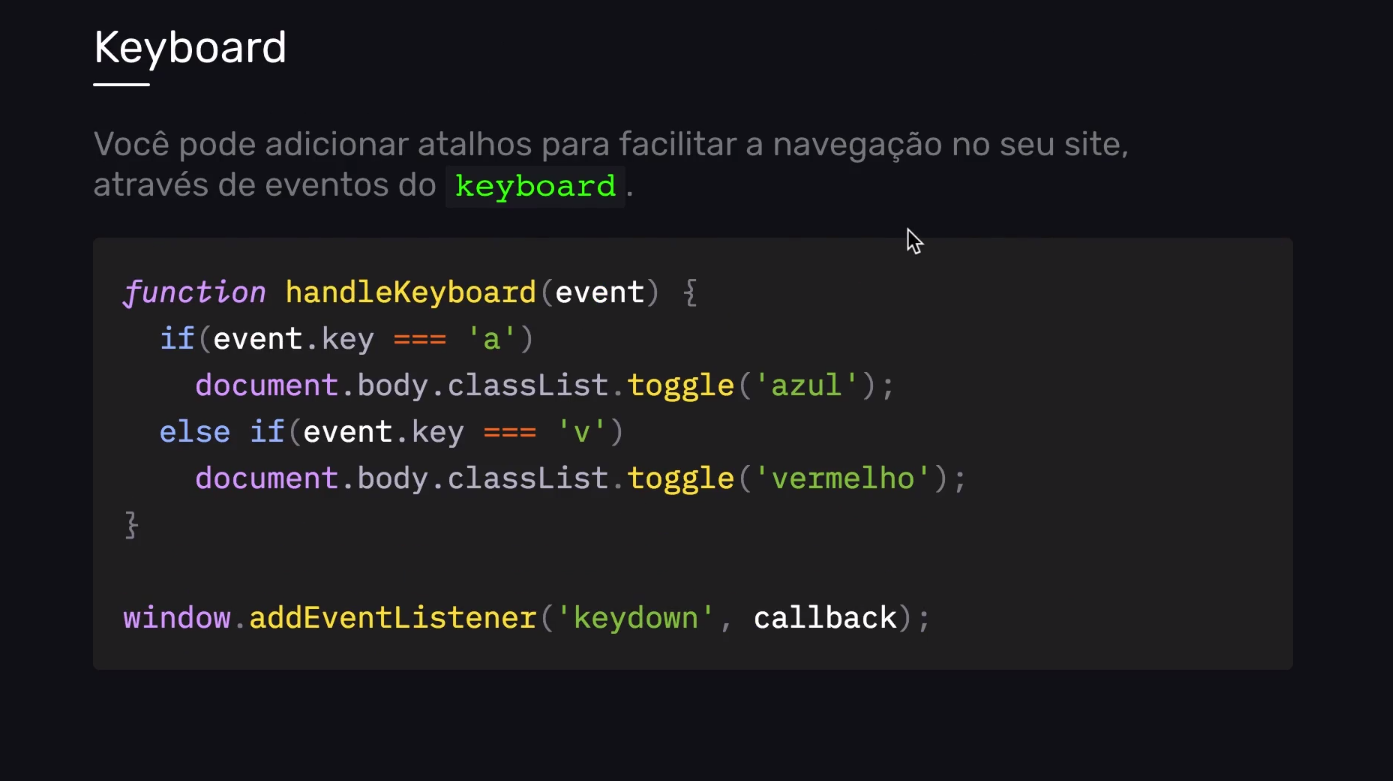 Keyboard
Você pode adicionar atalhos para facilitar a navegação no seu site,
através de eventos do keyboard.
function handleKeyboard(event) {
  if(event.key === 'a')
    document.body.classList.toggle('azul');
  else if(event.key === 'v')
    document.body.classList.toggle('vermelho');
}
window.addEventListener('keydown', callback);